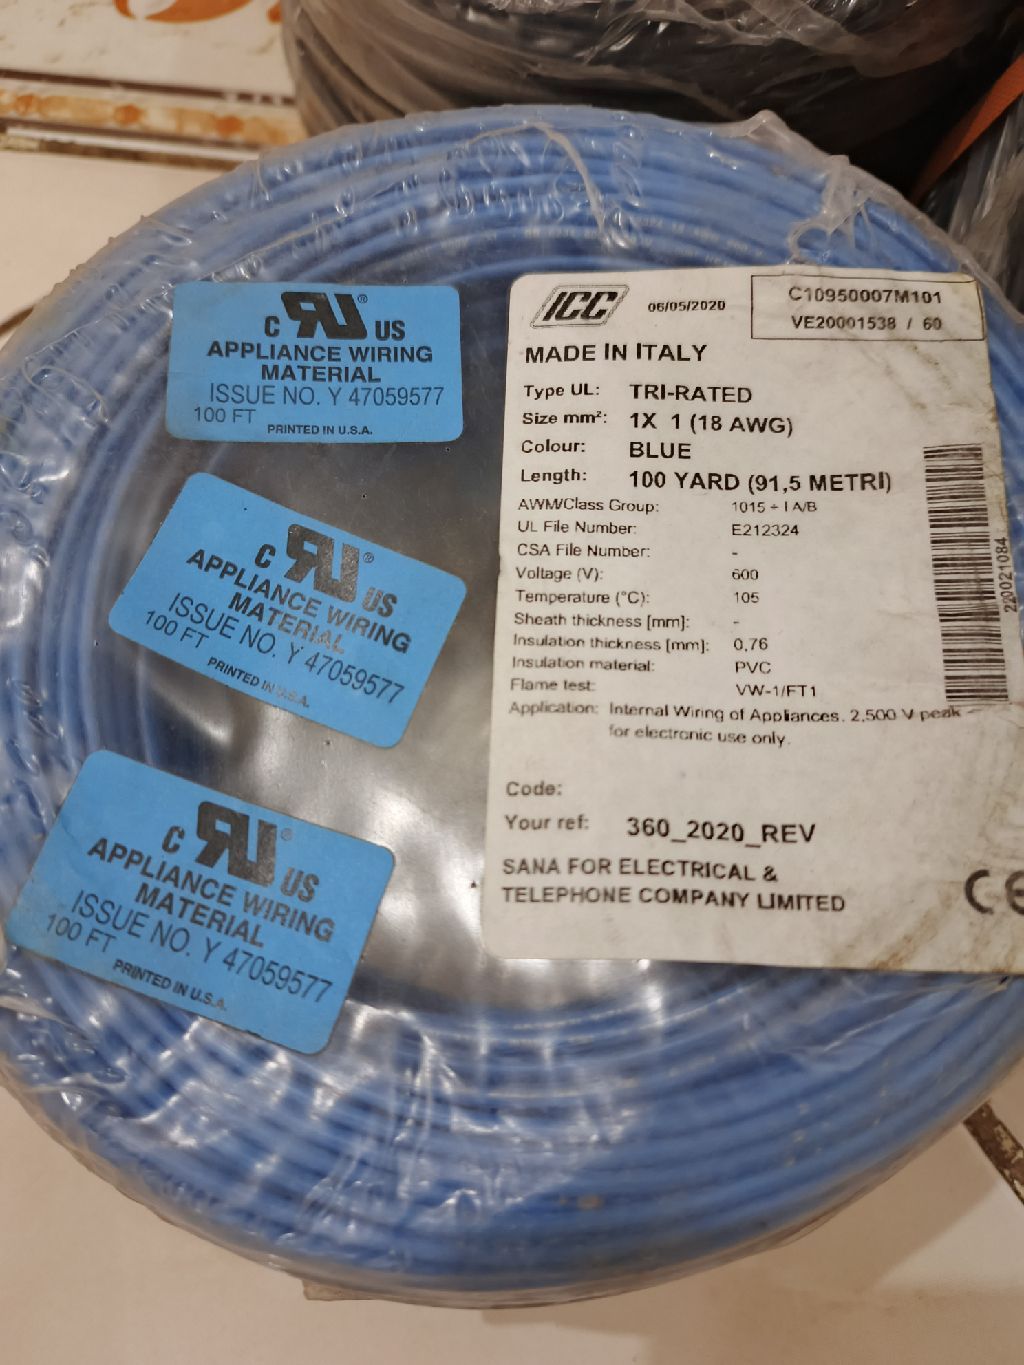 C RU® US
APPLIANCE WIRING
MATERIAL
ISSUE NO. Y 47059577
100 FT
PRINTED IN U.S.A.
C RU® US
APPLIANCE WIRING
MATERIAL
ISSUE NO. Y 47059577
100 FT
PRINTED IN U.S.A.
C RU® US
APPLIANCE WIRING
MATERIAL
ISSUE NO. Y 47059577
100 FT
PRINTED IN U.S.A.
ICC 06/05/2020
C10950007M101
VE20001538 / 60
MADE IN ITALY
Type UL: TRI-RATED
Size mm²: 1X 1 (18 AWG)
Colour: BLUE
Length: 100 YARD (91,5 METRI)
AWM/Class Group: 1015 ÷ I A/B
UL File Number: E212324
CSA File Number: -
Voltage (V): 600
Temperature (°C): 105
Sheath thickness [mm]: -
Insulation thickness [mm]: 0,76
Insulation material: PVC
Flame test: VW-1/FT1
Application: Internal Wiring of Appliances. 2,500 V peak
for electronic use only.
Code:
Your ref: 360_2020_REV
SANA FOR ELECTRICAL &
TELEPHONE COMPANY LIMITED
CE